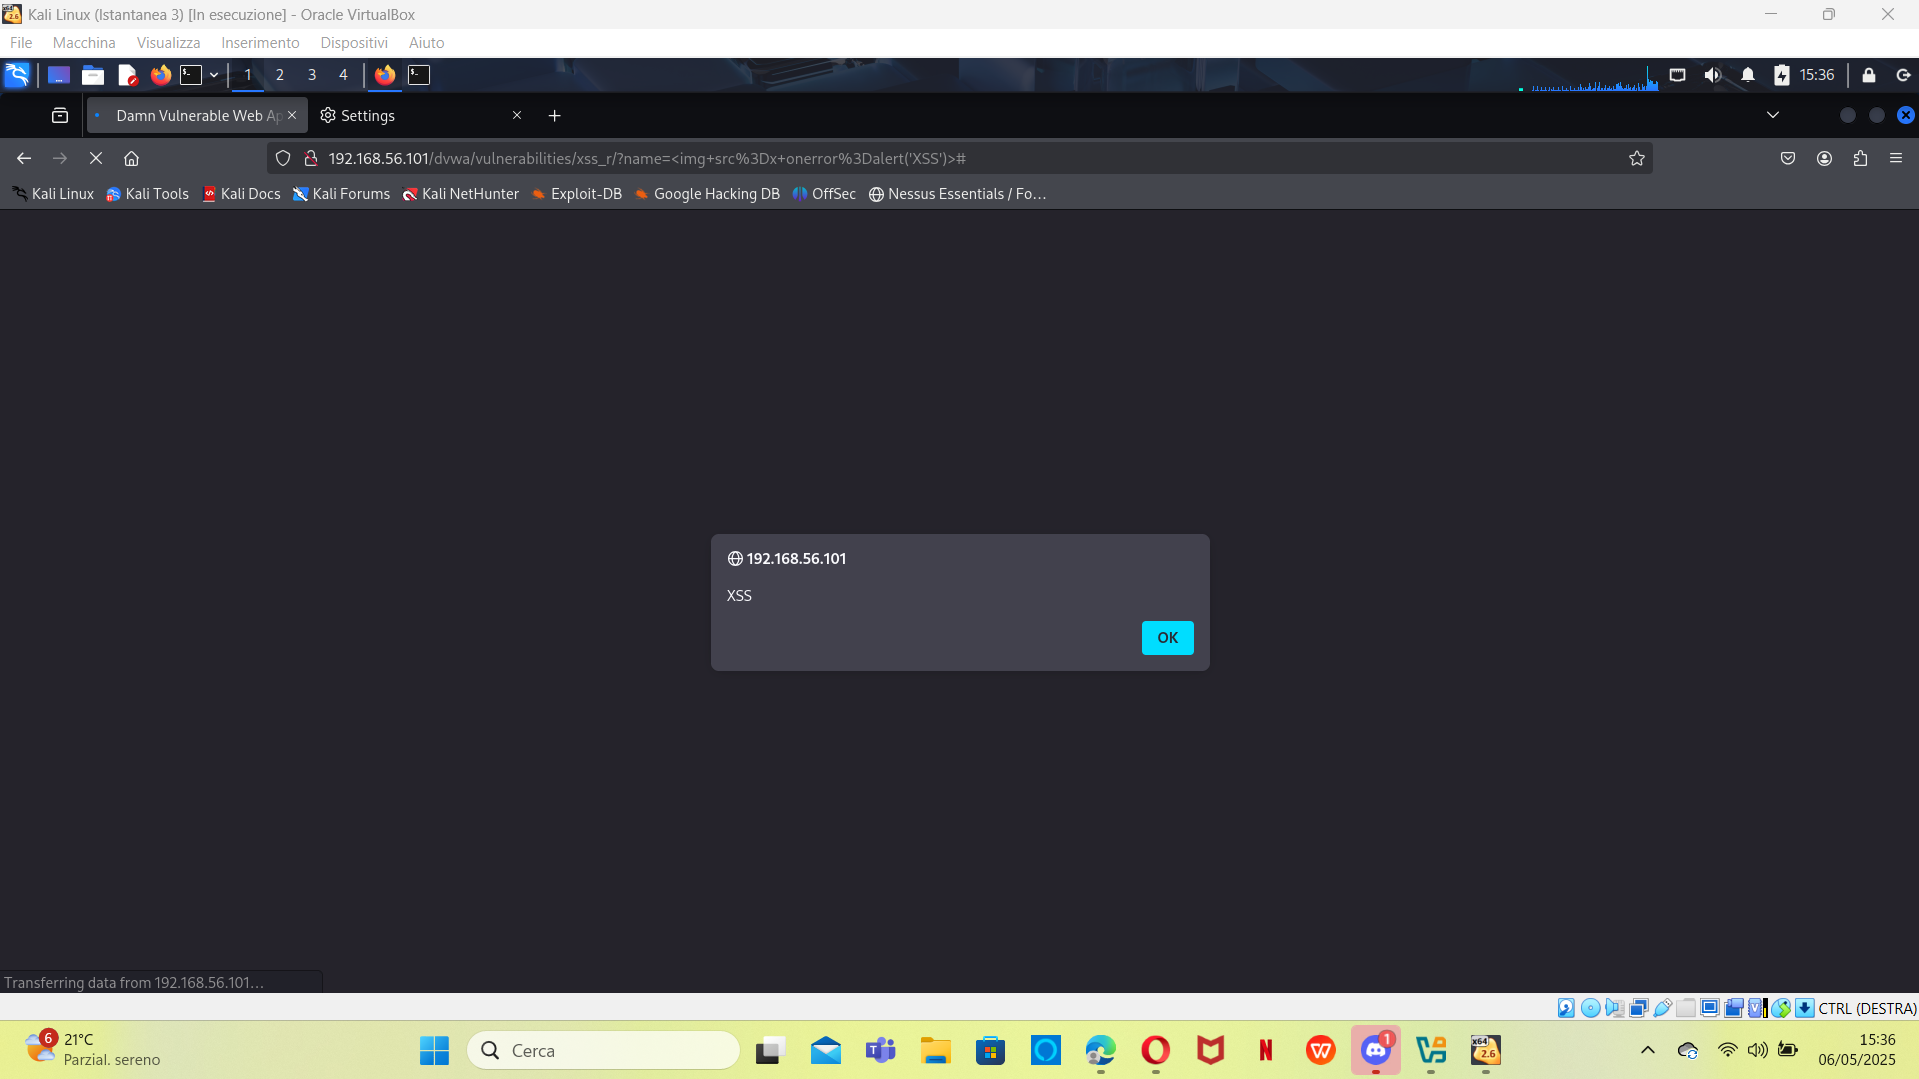 Kali Linux (Istantanea 3) [In esecuzione] - Oracle VirtualBox
File Macchina Visualizza Inserimento Dispositivi Aiuto
1 2 3 4 15:36
Damn Vulnerable Web Ap Settings
192.168.56.101/dvwa/vulnerabilities/xss_r/?name=<img+src%3Dx+onerror%3Dalert('XSS')>#
Kali Linux Kali Tools Kali Docs Kali Forums Kali NetHunter Exploit-DB Google Hacking DB OffSec Nessus Essentials / Fo...
192.168.56.101
XSS
OK
Transferring data from 192.168.56.101...
CTRL (DESTRA)
6 21°C
Parzial. sereno
Cerca
1
x64
2.6
15:36
06/05/2025